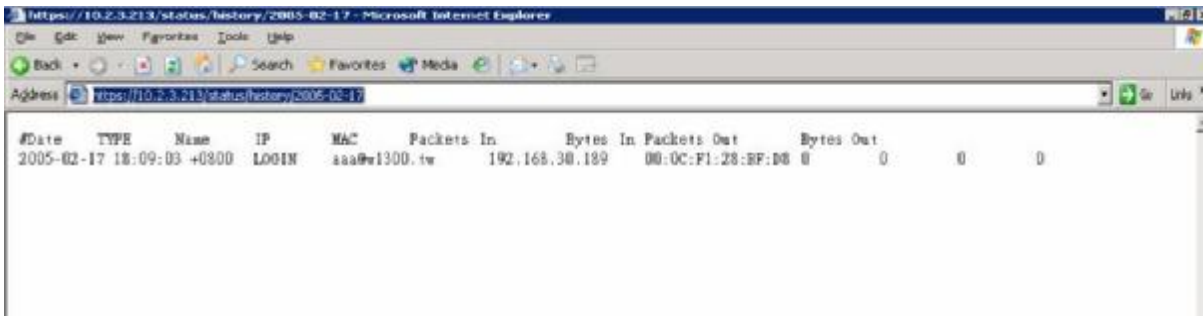 https://10.2.3.213/status/history/2005-02-17 - Microsoft Internet Explorer
File Edit View Favorites Tools Help
Back Search Favorites Media
Address https://10.2.3.213/status/history/2005-02-17 Go Links
#Date TYPE Name IP MAC Packets In Bytes In Packets Out Bytes Out
2005-02-17 18:09:03 +0800 LOGIN aaa@w1300.tw 192.168.30.189 00:0C:F1:28:BF:D8 0 0 0 0